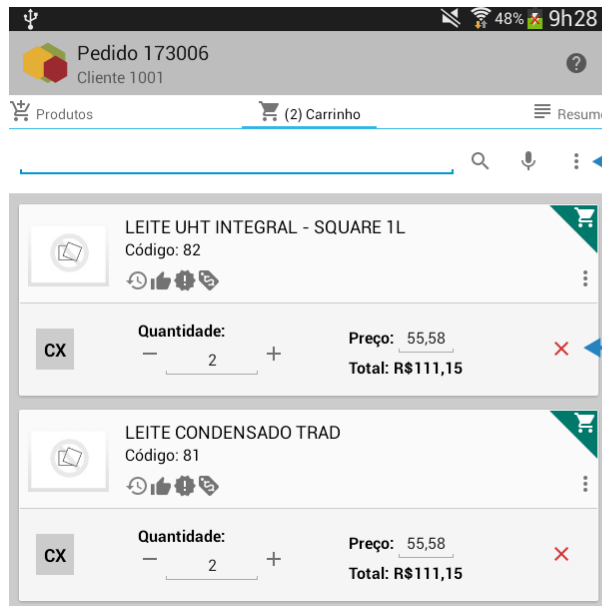 48% 9h28
Pedido 173006
Cliente 1001
Produtos (2) Carrinho Resumo
LEITE UHT INTEGRAL - SQUARE 1L
Código: 82
CX Quantidade: Preço: 55,58
2
Total: R$111,15
LEITE CONDENSADO TRAD
Código: 81
CX Quantidade: Preço: 55,58
2
Total: R$111,15